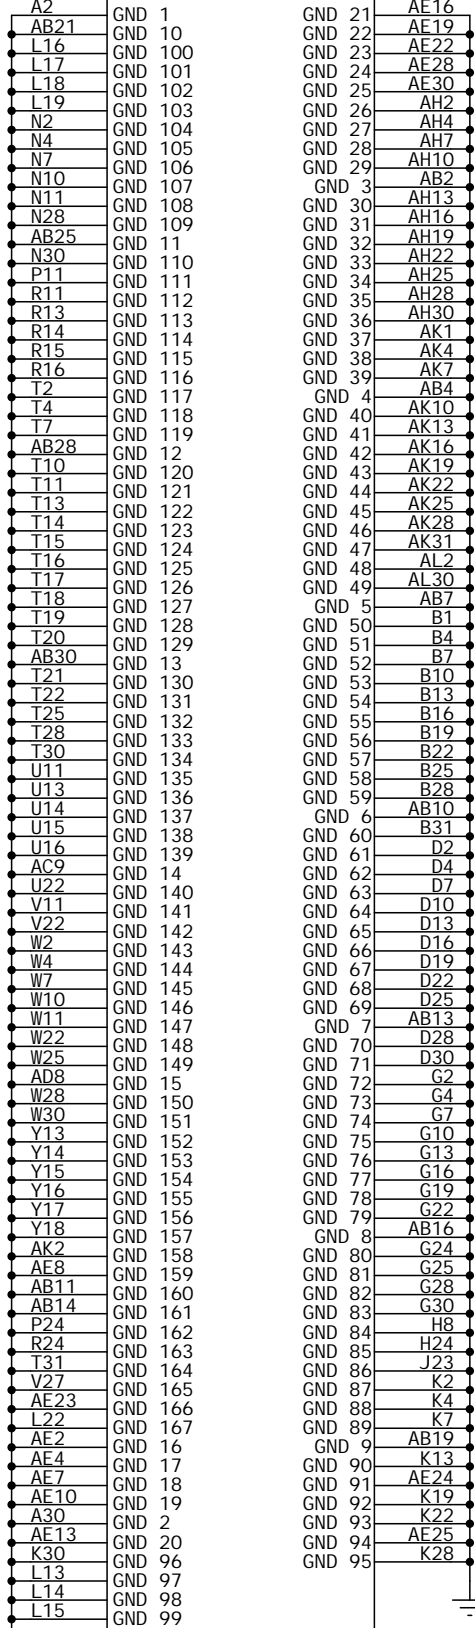 A2 GND 1 GND 21 AE16
AB21 GND 10 GND 22 AE19
L16 GND 100 GND 23 AE22
L17 GND 101 GND 24 AE28
L18 GND 102 GND 25 AE30
L19 GND 103 GND 26 AH2
N2 GND 104 GND 27 AH4
N4 GND 105 GND 28 AH7
N7 GND 106 GND 29 AH10
N10 GND 107 GND 3 AB2
N11 GND 108 GND 30 AH13
N28 GND 109 GND 31 AH16
AB25 GND 11 GND 32 AH19
N30 GND 110 GND 33 AH22
P11 GND 111 GND 34 AH25
R11 GND 112 GND 35 AH28
R13 GND 113 GND 36 AH30
R14 GND 114 GND 37 AK1
R15 GND 115 GND 38 AK4
R16 GND 116 GND 39 AK7
T2 GND 117 GND 4 AB4
T4 GND 118 GND 40 AK10
T7 GND 119 GND 41 AK13
AB28 GND 12 GND 42 AK16
T10 GND 120 GND 43 AK19
T11 GND 121 GND 44 AK22
T13 GND 122 GND 45 AK25
T14 GND 123 GND 46 AK28
T15 GND 124 GND 47 AK31
T16 GND 125 GND 48 AL2
T17 GND 126 GND 49 AL30
T18 GND 127 GND 5 AB7
T19 GND 128 GND 50 B1
T20 GND 129 GND 51 B4
AB30 GND 13 GND 52 B7
T21 GND 130 GND 53 B10
T22 GND 131 GND 54 B13
T25 GND 132 GND 55 B16
T28 GND 133 GND 56 B19
T30 GND 134 GND 57 B22
U11 GND 135 GND 58 B25
U13 GND 136 GND 59 B28
U14 GND 137 GND 6 AB10
U15 GND 138 GND 60 B31
U16 GND 139 GND 61 D2
AC9 GND 14 GND 62 D4
U22 GND 140 GND 63 D7
V11 GND 141 GND 64 D10
V22 GND 142 GND 65 D13
W2 GND 143 GND 66 D16
W4 GND 144 GND 67 D19
W7 GND 145 GND 68 D22
W10 GND 146 GND 69 D25
W11 GND 147 GND 7 AB13
W22 GND 148 GND 70 D28
W25 GND 149 GND 71 D30
AD8 GND 15 GND 72 G2
W28 GND 150 GND 73 G4
W30 GND 151 GND 74 G7
Y13 GND 152 GND 75 G10
Y14 GND 153 GND 76 G13
Y15 GND 154 GND 77 G16
Y16 GND 155 GND 78 G19
Y17 GND 156 GND 79 G22
Y18 GND 157 GND 8 AB16
AK2 GND 158 GND 80 G24
AE8 GND 159 GND 81 G25
AB11 GND 160 GND 82 G28
AB14 GND 161 GND 83 G30
P24 GND 162 GND 84 H8
R24 GND 163 GND 85 H24
T31 GND 164 GND 86 J23
V27 GND 165 GND 87 K2
AE23 GND 166 GND 88 K4
L22 GND 167 GND 89 K7
AE2 GND 16 GND 9 AB19
AE4 GND 17 GND 90 K13
AE7 GND 18 GND 91 AE24
AE10 GND 19 GND 92 K19
A30 GND 2 GND 93 K22
AE13 GND 20 GND 94 AE25
K30 GND 96 GND 95 K28
L13 GND 97
L14 GND 98
L15 GND 99